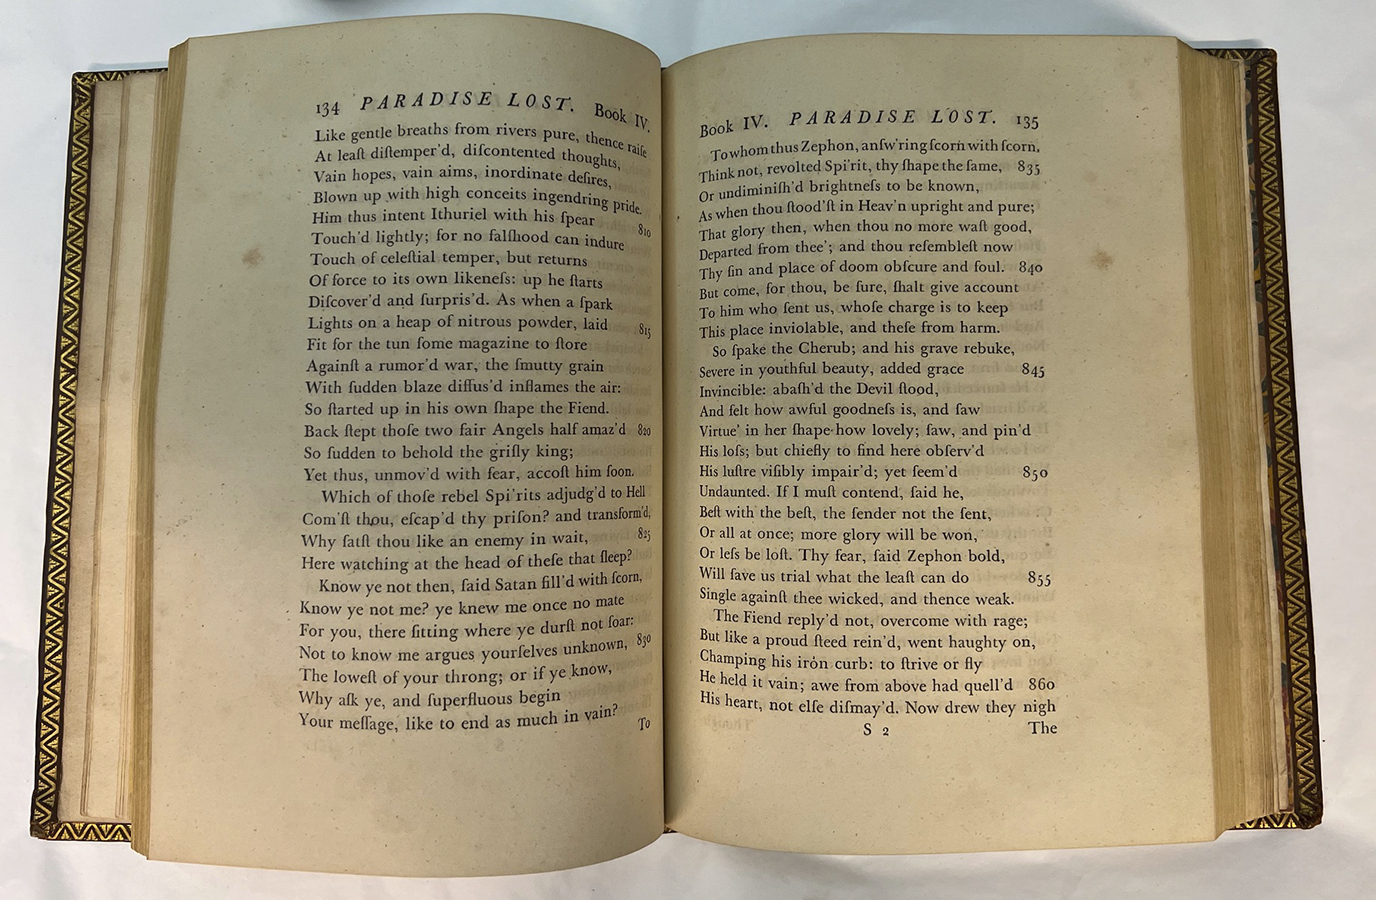 134 PARADISE LOST. Book IV.
Like gentle breaths from rivers pure, thence raiſe
At leaſt diſtemper'd, diſcontented thoughts,
Vain hopes, vain aims, inordinate deſires,
Blown up with high conceits ingendring pride.
Him thus intent Ithuriel with his ſpear 810
Touch'd lightly; for no falſhood can indure
Touch of celeſtial temper, but returns
Of force to its own likeneſs: up he ſtarts
Diſcover'd and ſurpris'd. As when a ſpark
Lights on a heap of nitrous powder, laid 815
Fit for the tun ſome magazine to ſtore
Againſt a rumor'd war, the ſmutty grain
With ſudden blaze diffus'd inflames the air:
So ſtarted up in his own ſhape the Fiend.
Back ſtept thoſe two fair Angels half amaz'd 820
So ſudden to behold the griſly king;
Yet thus, unmov'd with fear, accoſt him ſoon.
Which of thoſe rebel Spi'rits adjudg'd to Hell
Com'ſt thou, eſcap'd thy priſon? and transform'd,
Why ſatſt thou like an enemy in wait, 825
Here watching at the head of theſe that ſleep?
Know ye not then, ſaid Satan fill'd with ſcorn,
Know ye not me? ye knew me once no mate
For you, there ſitting where ye durſt not ſoar:
Not to know me argues yourſelves unknown, 830
The loweſt of your throng; or if ye know,
Why aſk ye, and ſuperfluous begin
Your meſſage, like to end as much in vain?
To
Book IV. PARADISE LOST. 135
To whom thus Zephon, anſw'ring ſcorn with ſcorn.
Think not, revolted Spi'rit, thy ſhape the ſame, 835
Or undiminiſh'd brightneſs to be known,
As when thou ſtood'ſt in Heav'n upright and pure;
That glory then, when thou no more waſt good,
Departed from thee'; and thou reſembleſt now
Thy ſin and place of doom obſcure and foul. 840
But come, for thou, be ſure, ſhalt give account
To him who ſent us, whoſe charge is to keep
This place inviolable, and theſe from harm.
So ſpake the Cherub; and his grave rebuke,
Severe in youthful beauty, added grace 845
Invincible: abaſh'd the Devil ſtood,
And felt how awful goodneſs is, and ſaw
Virtue' in her ſhape how lovely; ſaw, and pin'd
His loſs; but chiefly to find here obſerv'd
His luſtre viſibly impair'd; yet ſeem'd 850
Undaunted. If I muſt contend, ſaid he,
Beſt with the beſt, the ſender not the ſent,
Or all at once; more glory will be won,
Or leſs be loſt. Thy fear, ſaid Zephon bold,
Will ſave us trial what the leaſt can do 855
Single againſt thee wicked, and thence weak.
The Fiend reply'd not, overcome with rage;
But like a proud ſteed rein'd, went haughty on,
Champing his iron curb: to ſtrive or fly
He held it vain; awe from above had quell'd 860
His heart, not elſe diſmay'd. Now drew they nigh
S 2 The